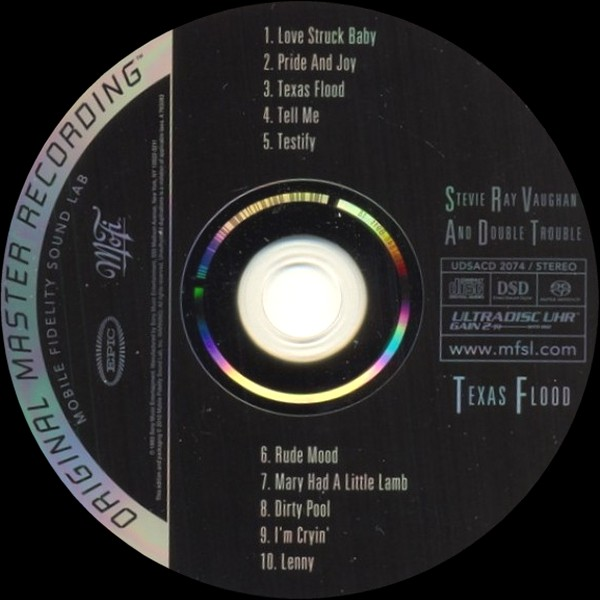 ORIGINAL MASTER RECORDING™
MOBILE FIDELITY SOUND LAB
MoFi
EPIC
1. Love Struck Baby
2. Pride And Joy
3. Texas Flood
4. Tell Me
5. Testify
STEVIE RAY VAUGHAN
AND DOUBLE TROUBLE
UDSACD 2074 / STEREO
DSD
ULTRADISC UHR™
GAIN 2
www.mfsl.com
TEXAS FLOOD
6. Rude Mood
7. Mary Had A Little Lamb
8. Dirty Pool
9. I'm Cryin'
10. Lenny